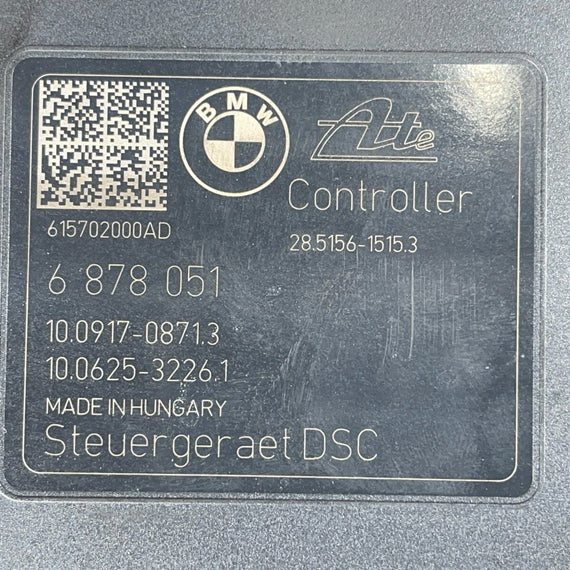 BMW
Ate
Controller
615702000AD
28.5156-1515.3
6 878 051
10.0917-0871.3
10.0625-3226.1
MADE IN HUNGARY
Steuergeraet DSC